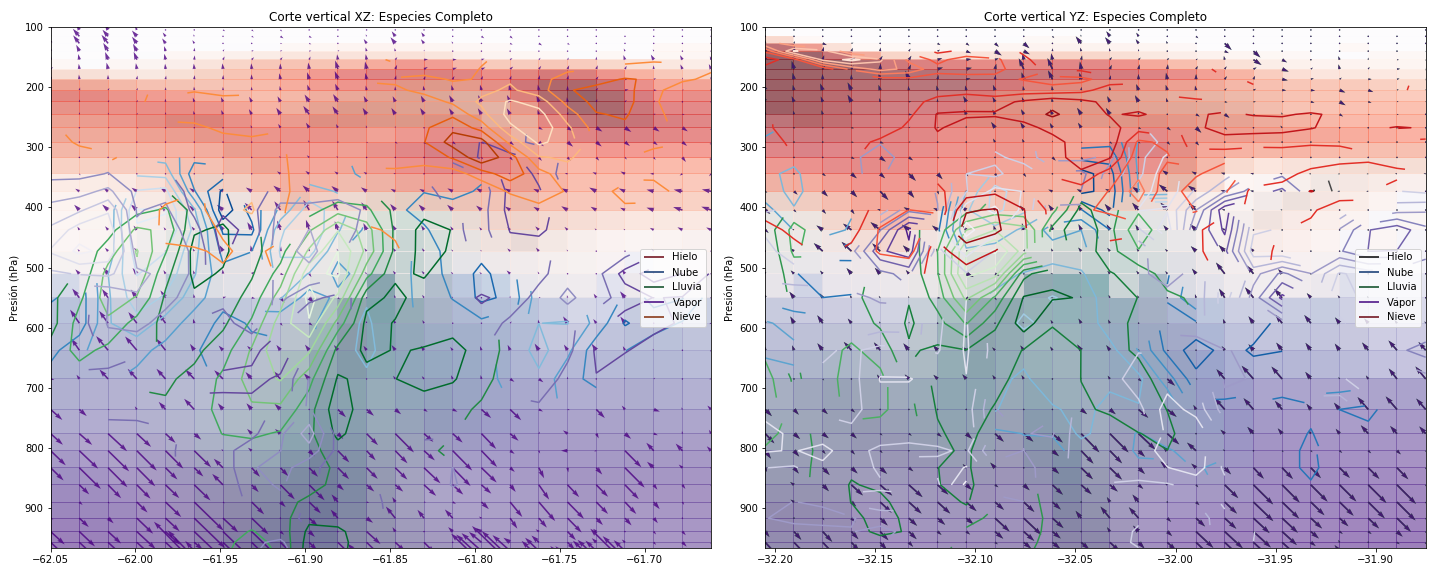 Corte vertical XZ: Especies Completo
Presión (hPa)
100
200
300
400
500
600
700
800
900
−62.05
−62.00
−61.95
−61.90
−61.85
−61.80
−61.75
−61.70
Hielo
Nube
Lluvia
Vapor
Nieve
Corte vertical YZ: Especies Completo
Presión (hPa)
100
200
300
400
500
600
700
800
900
−32.20
−32.15
−32.10
−32.05
−32.00
−31.95
−31.90
Hielo
Nube
Lluvia
Vapor
Nieve